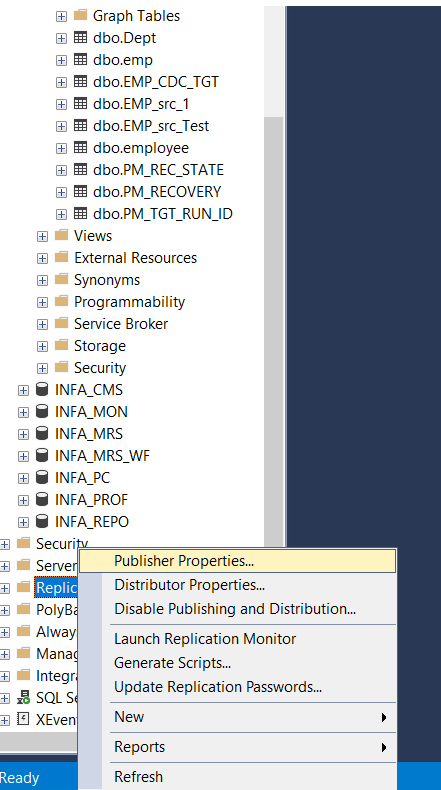 Graph Tables
dbo.Dept
dbo.emp
dbo.EMP_CDC_TGT
dbo.EMP_src_1
dbo.EMP_src_Test
dbo.employee
dbo.PM_REC_STATE
dbo.PM_RECOVERY
dbo.PM_TGT_RUN_ID
Views
External Resources
Synonyms
Programmability
Service Broker
Storage
Security
INFA_CMS
INFA_MON
INFA_MRS
INFA_MRS_WF
INFA_PC
INFA_PROF
INFA_REPO
Security
Server
Replic
PolyBa
Always
Manag
Integra
SQL Se
XEvent
Publisher Properties...
Distributor Properties...
Disable Publishing and Distribution...
Launch Replication Monitor
Generate Scripts...
Update Replication Passwords...
New
Reports
Refresh
Ready